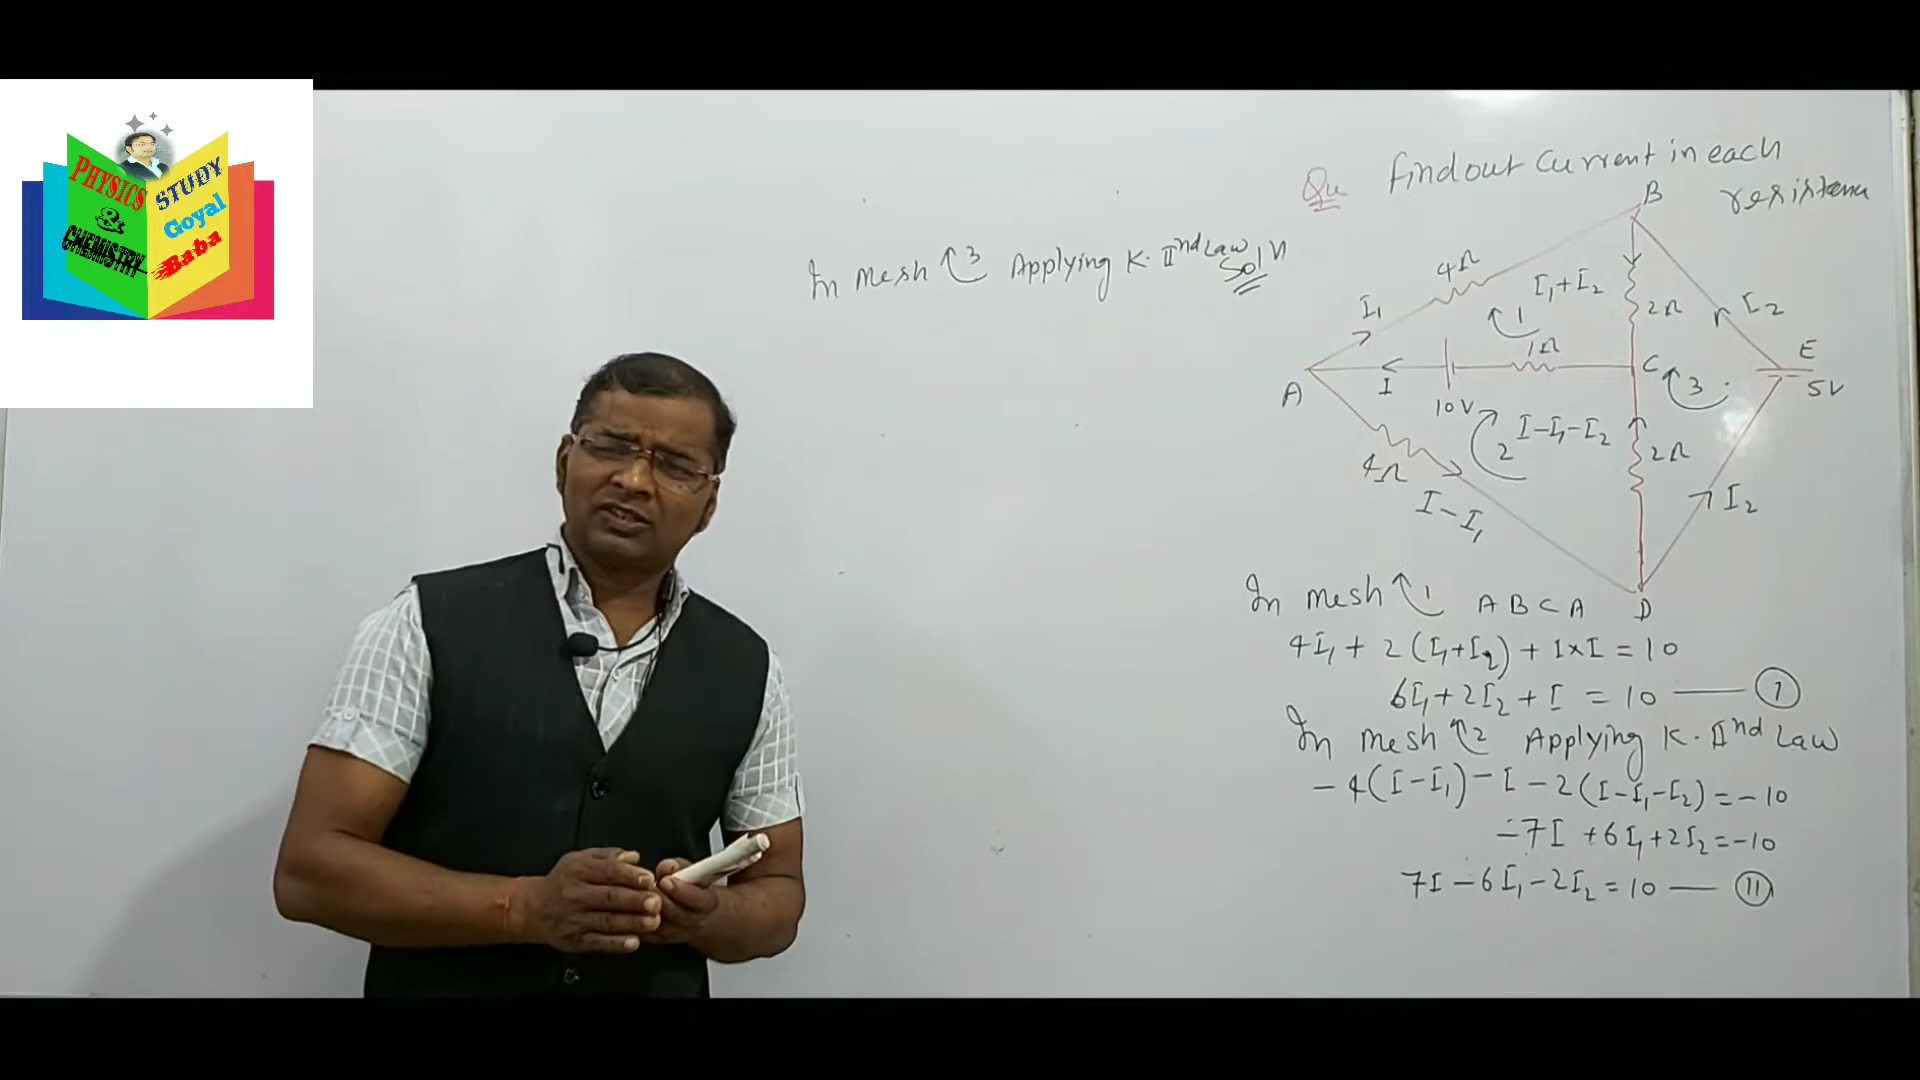 PHYSICS
&
CHEMISTRY
STUDY
Goyal
Baba
Qu Find out current in each
resistance
In mesh 3 Applying K. IInd Law
Soln
B
4Ω
I₁+I₂
I₁
1
2Ω
I₂
1Ω
A
I
10V
C
3
E
5V
2
I-I₁-I₂
2Ω
4Ω
I-I₁
I₂
D
In mesh 1 A B C A
4I₁ + 2(I₁+I₂) + 1×I = 10
6I₁+2I₂+I = 10 — (I)
In mesh 2 Applying K. IInd Law
-4(I-I₁)-I-2(I-I₁-I₂)=-10
-7I+6I₁+2I₂=-10
7I-6I₁-2I₂=10 — (II)